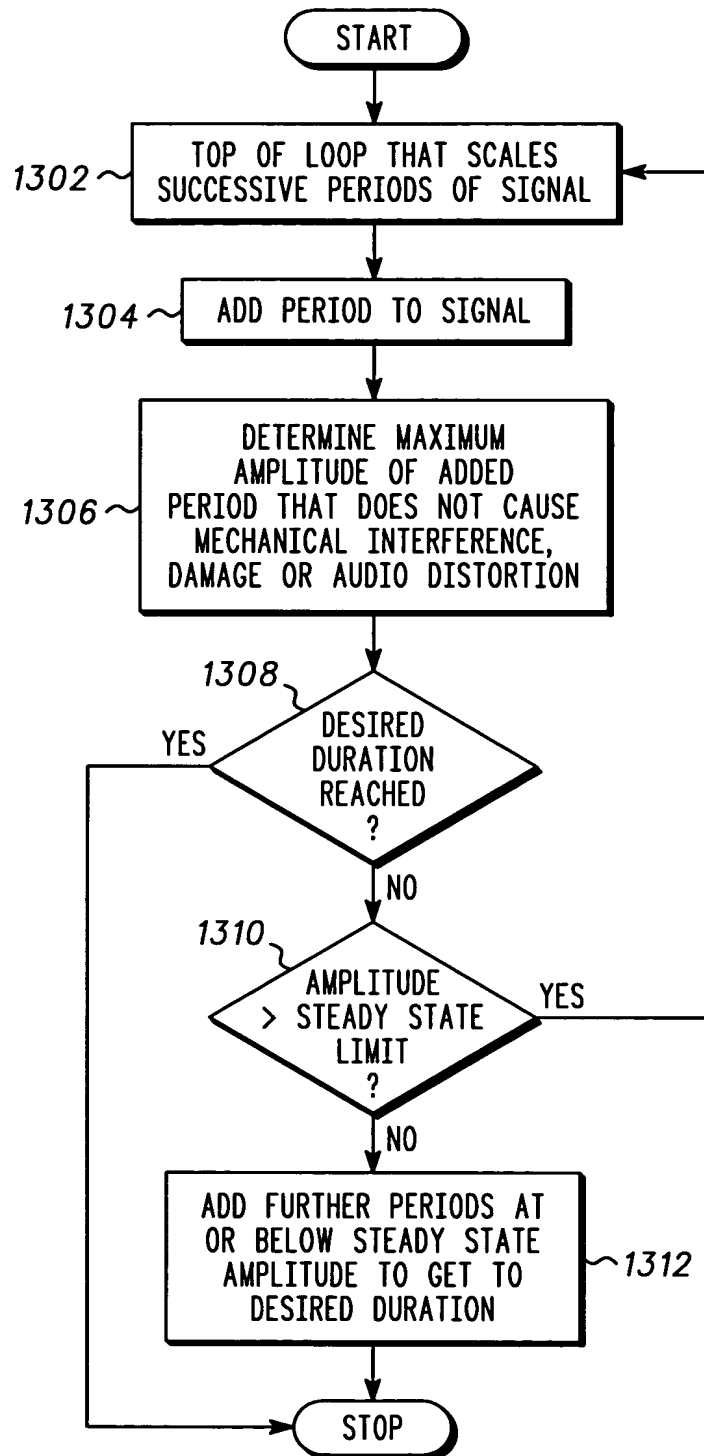 START
1302
TOP OF LOOP THAT SCALES
SUCCESSIVE PERIODS OF SIGNAL
1304
ADD PERIOD TO SIGNAL
1306
DETERMINE MAXIMUM
AMPLITUDE OF ADDED
PERIOD THAT DOES NOT CAUSE
MECHANICAL INTERFERENCE,
DAMAGE OR AUDIO DISTORTION
1308
YES
DESIRED
DURATION
REACHED
?
NO
1310
AMPLITUDE
> STEADY STATE
LIMIT
?
YES
NO
ADD FURTHER PERIODS AT
OR BELOW STEADY STATE
AMPLITUDE TO GET TO
DESIRED DURATION
1312
STOP